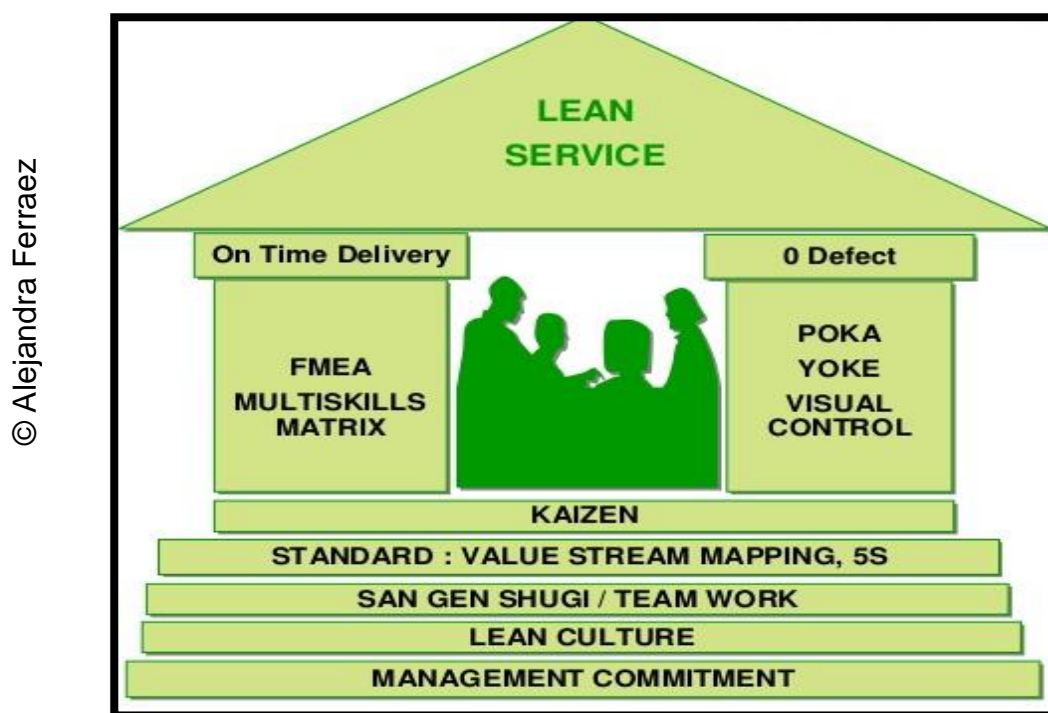 © Alejandra Ferraez
LEAN
SERVICE
On Time Delivery
0 Defect
FMEA
MULTISKILLS
MATRIX
POKA
YOKE
VISUAL
CONTROL
KAIZEN
STANDARD : VALUE STREAM MAPPING, 5S
SAN GEN SHUGI / TEAM WORK
LEAN CULTURE
MANAGEMENT COMMITMENT